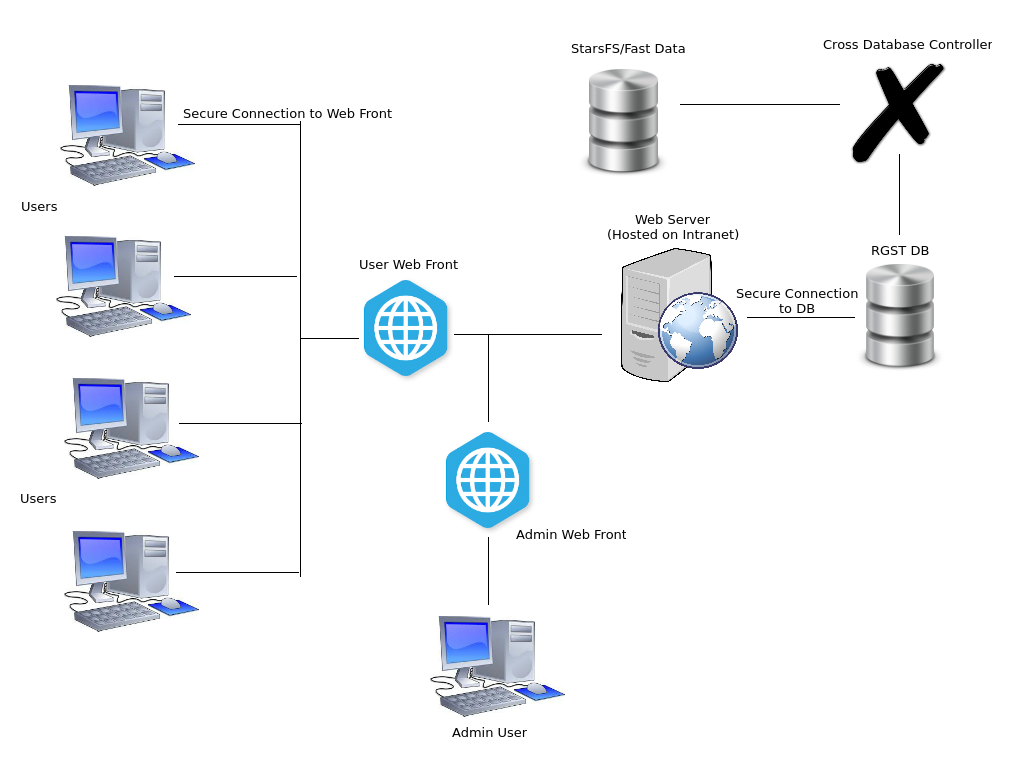 StarsFS/Fast Data
Cross Database Controller
Secure Connection to Web Front
Users
Web Server
(Hosted on Intranet)
RGST DB
User Web Front
Secure Connection
to DB
Users
Admin Web Front
Admin User